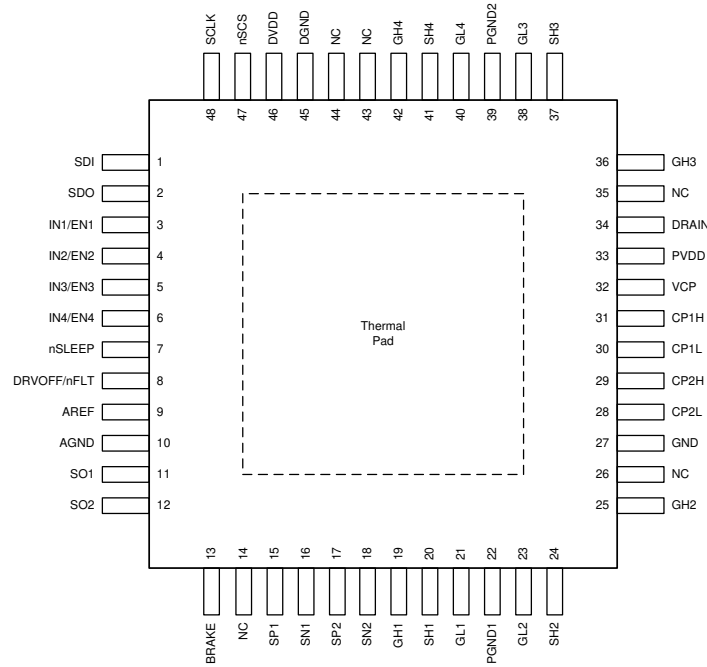 SCLK
nSCS
DVDD
DGND
NC
NC
GH4
SH4
GL4
PGND2
GL3
SH3
48
47
46
45
44
43
42
41
40
39
38
37
SDI 1
SDO 2
IN1/EN1 3
IN2/EN2 4
IN3/EN3 5
IN4/EN4 6
nSLEEP 7
DRVOFF/nFLT 8
AREF 9
AGND 10
SO1 11
SO2 12
Thermal
Pad
36 GH3
35 NC
34 DRAIN
33 PVDD
32 VCP
31 CP1H
30 CP1L
29 CP2H
28 CP2L
27 GND
26 NC
25 GH2
13
14
15
16
17
18
19
20
21
22
23
24
BRAKE
NC
SP1
SN1
SP2
SN2
GH1
SH1
GL1
PGND1
GL2
SH2